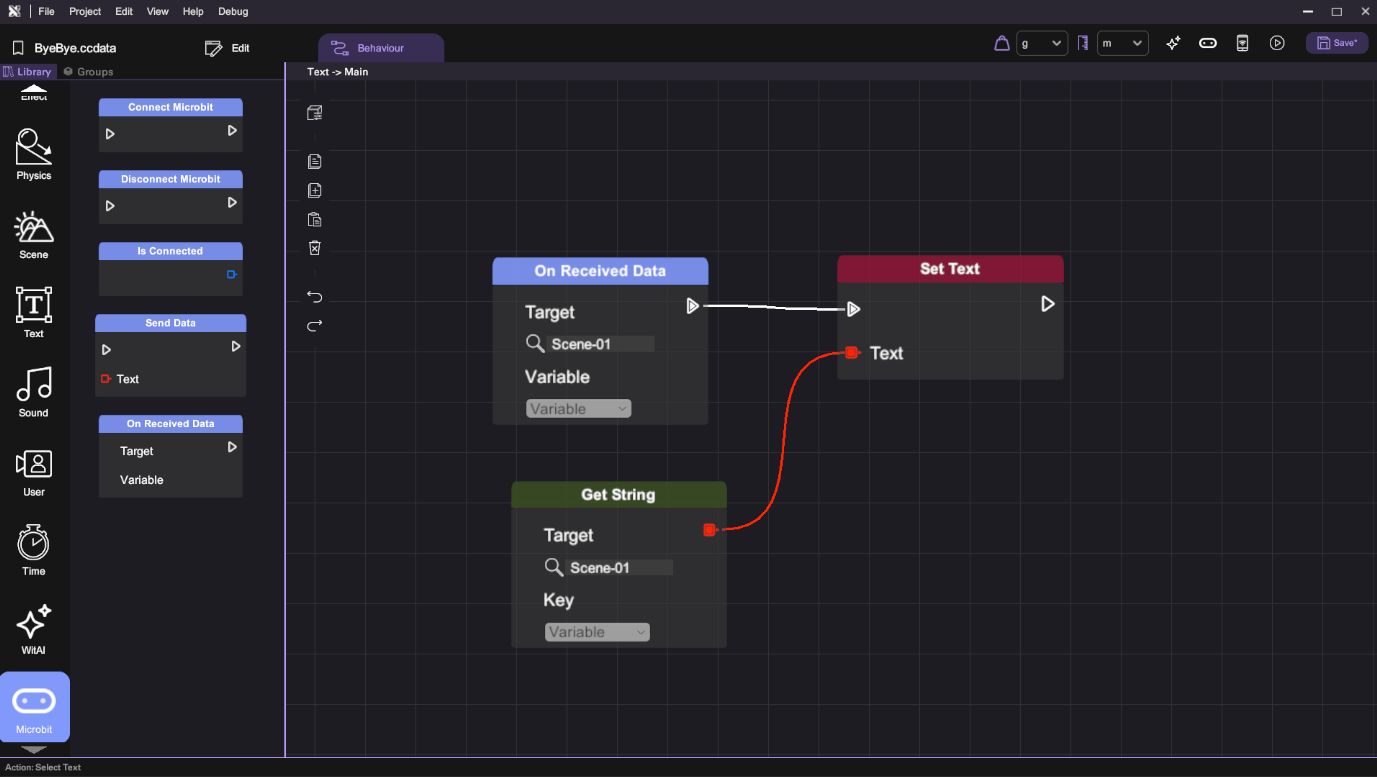 File Project Edit View Help Debug
ByeBye.ccdata
Edit
Behaviour
g
m
Save*
Library
Groups
Text -> Main
Effect
Physics
Scene
Text
Sound
User
Time
WitAI
Microbit
Connect Microbit
Disconnect Microbit
Is Connected
Send Data
Text
On Received Data
Target
Variable
On Received Data
Target
Scene-01
Variable
Variable
Set Text
Text
Get String
Target
Scene-01
Key
Variable
Action: Select Text